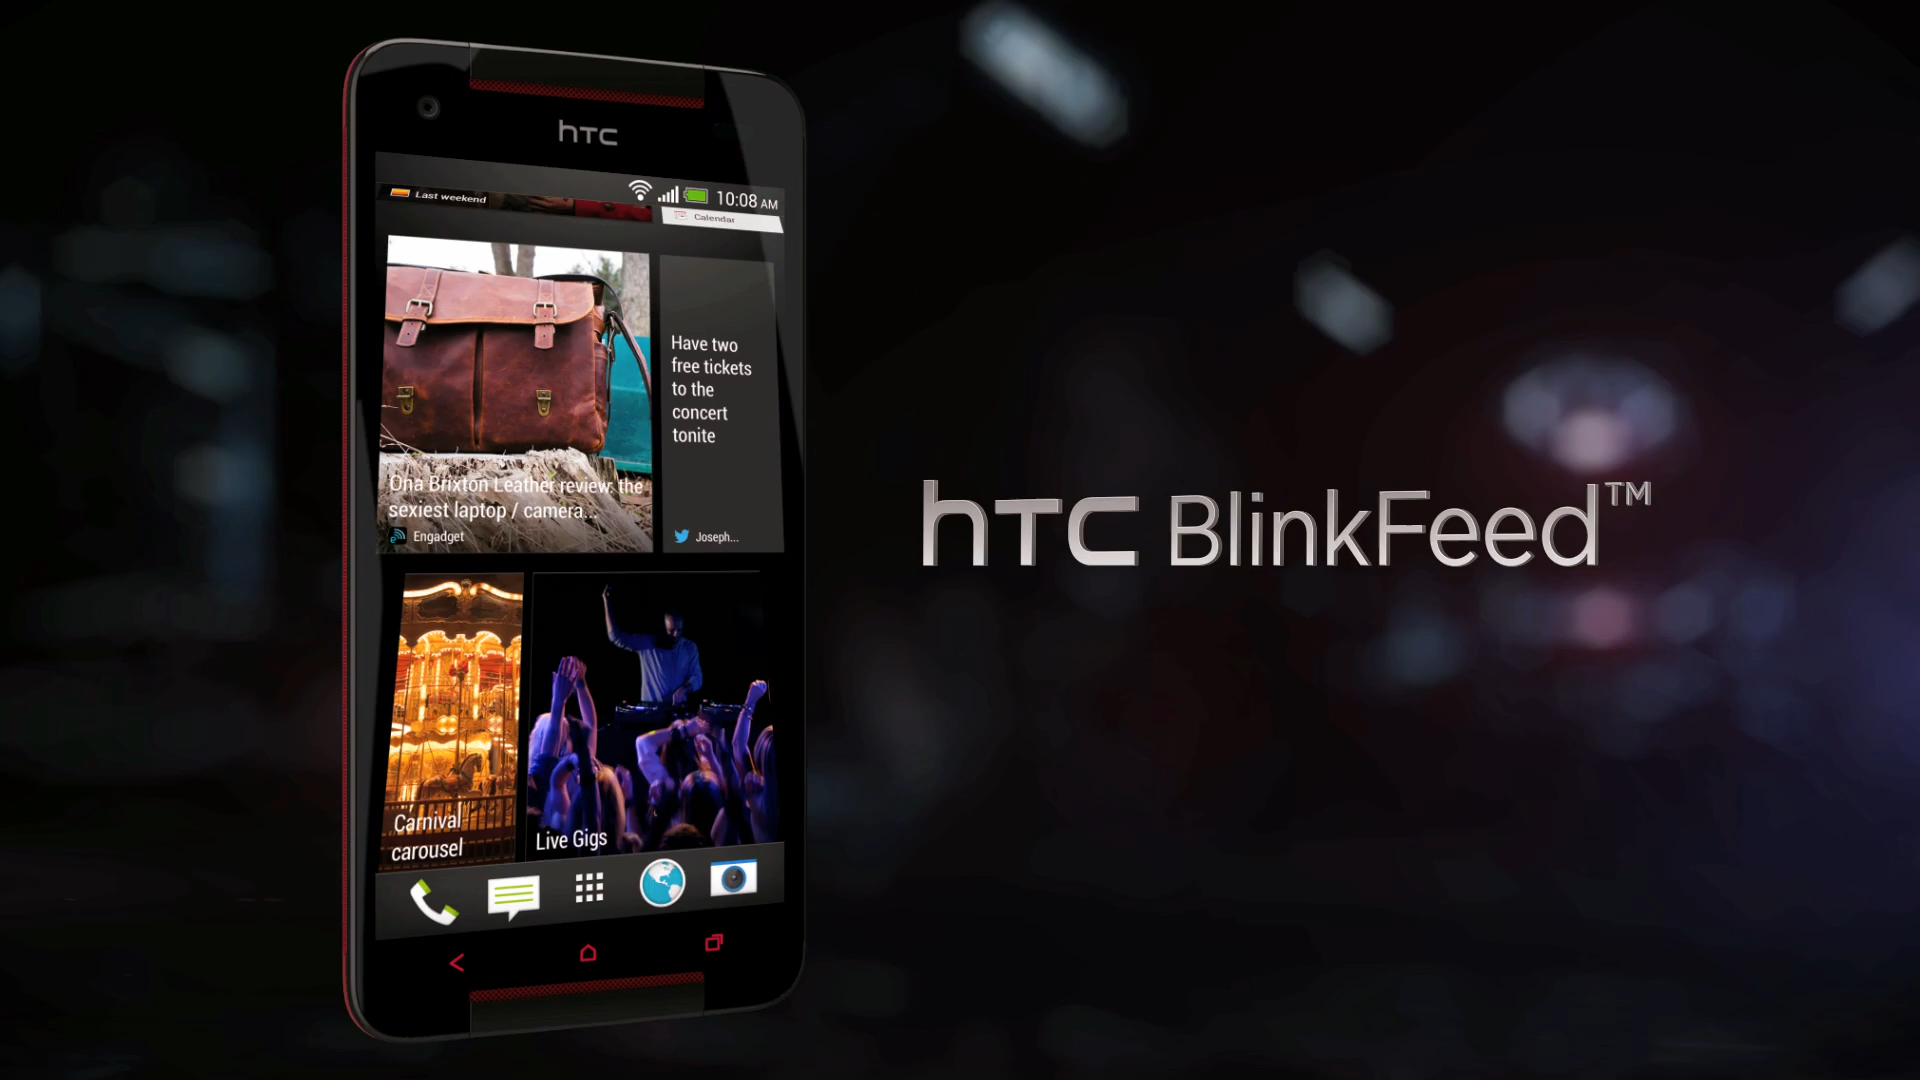 hTC
Last weekend
10:08 AM
Calendar
Have two
free tickets
to the
concert
tonite
Ona Brixton Leather review: the
sexiest laptop / camera...
Engadget
Joseph...
Carnival
carousel
Live Gigs
hTC BlinkFeed™